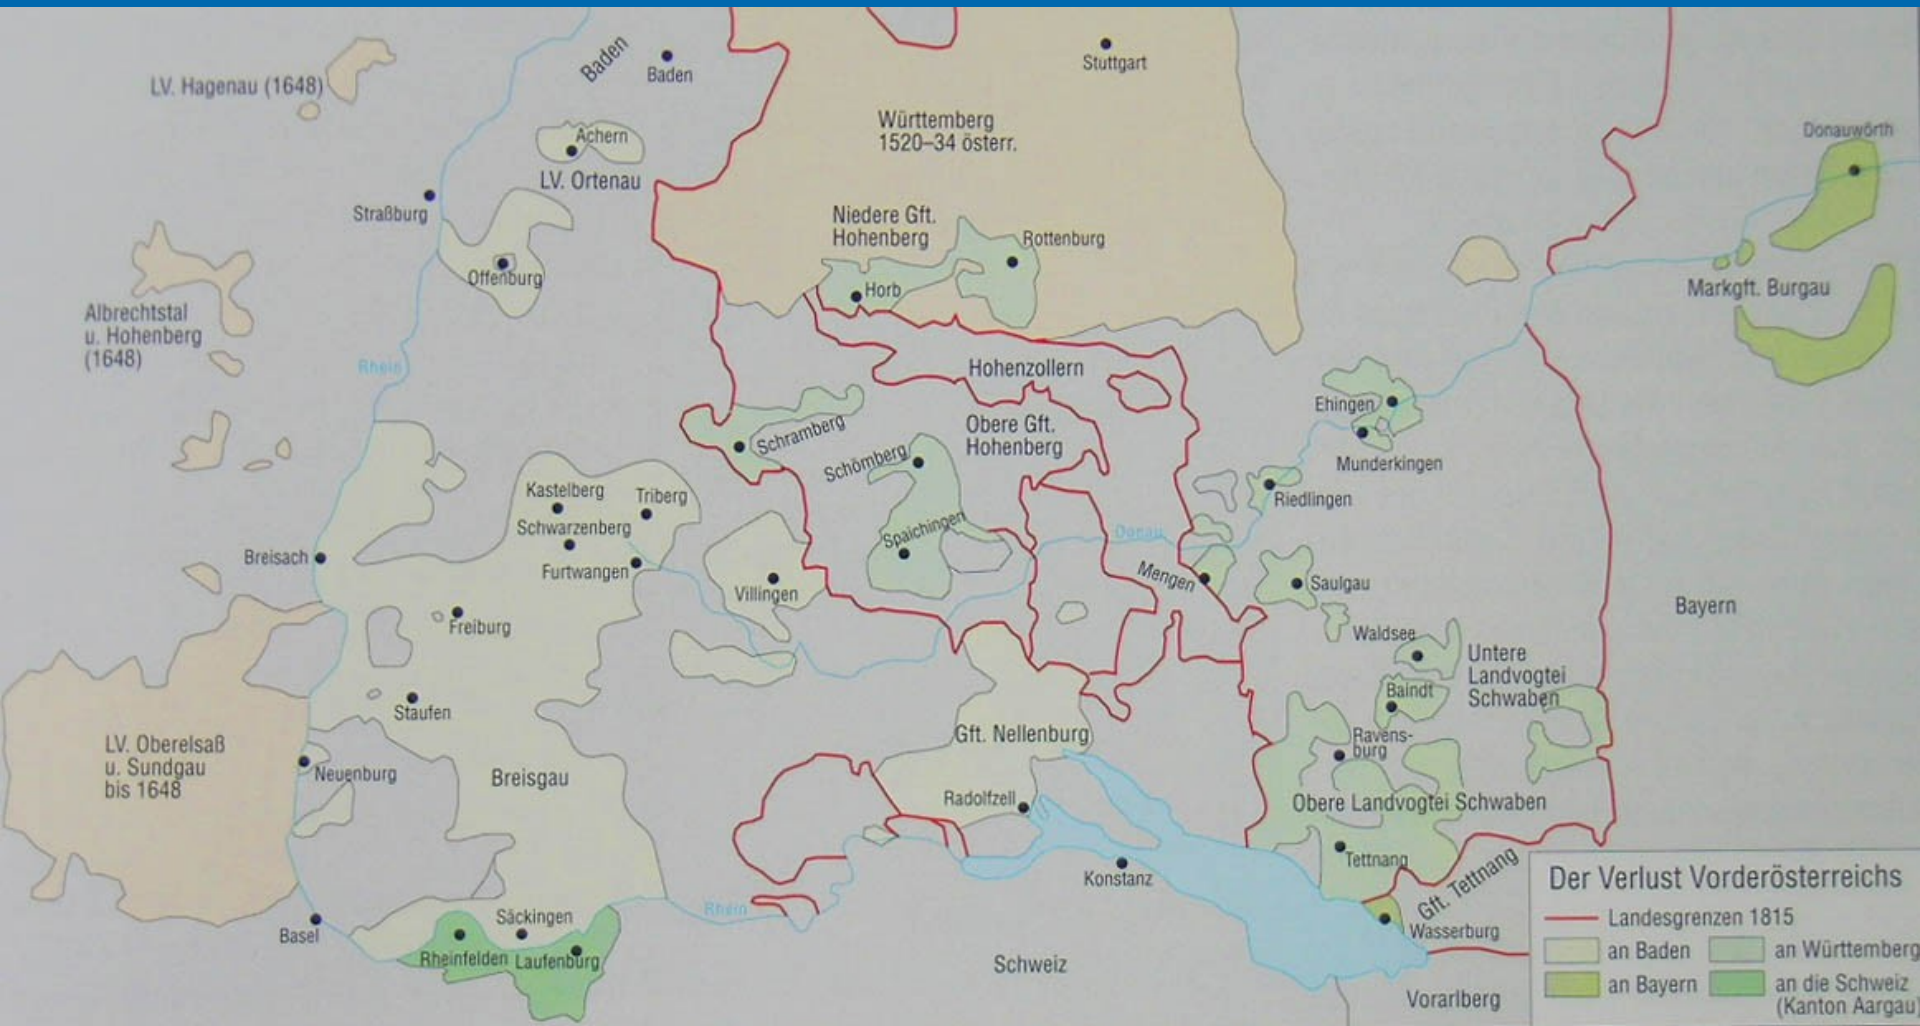 Baden
Baden
Stuttgart
LV. Hagenau (1648)
Württemberg
1520–34 österr.
Donauwörth
Achern
LV. Ortenau
Straßburg
Niedere Gft.
Hohenberg
Rottenburg
Offenburg
Horb
Markgft. Burgau
Albrechtstal
u. Hohenberg
(1648)
Rhein
Hohenzollern
Ehingen
Obere Gft.
Hohenberg
Schramberg
Schömberg
Munderkingen
Kastelberg
Triberg
Riedlingen
Schwarzenberg
Spaichingen
Donau
Breisach
Furtwangen
Mengen
Saulgau
Villingen
Bayern
Freiburg
Waldsee
Untere
Landvogtei
Schwaben
Baindt
Staufen
Gft. Nellenburg
Ravens-
burg
LV. Oberelsaß
u. Sundgau
bis 1648
Neuenburg
Breisgau
Radolfzell
Obere Landvogtei Schwaben
Tettnang
Konstanz
Gft. Tettnang
Rhein
Säckingen
Basel
Wasserburg
Rheinfelden
Laufenburg
Schweiz
Vorarlberg
Der Verlust Vorderösterreichs
Landesgrenzen 1815
an Baden
an Württemberg
an Bayern
an die Schweiz
(Kanton Aargau)